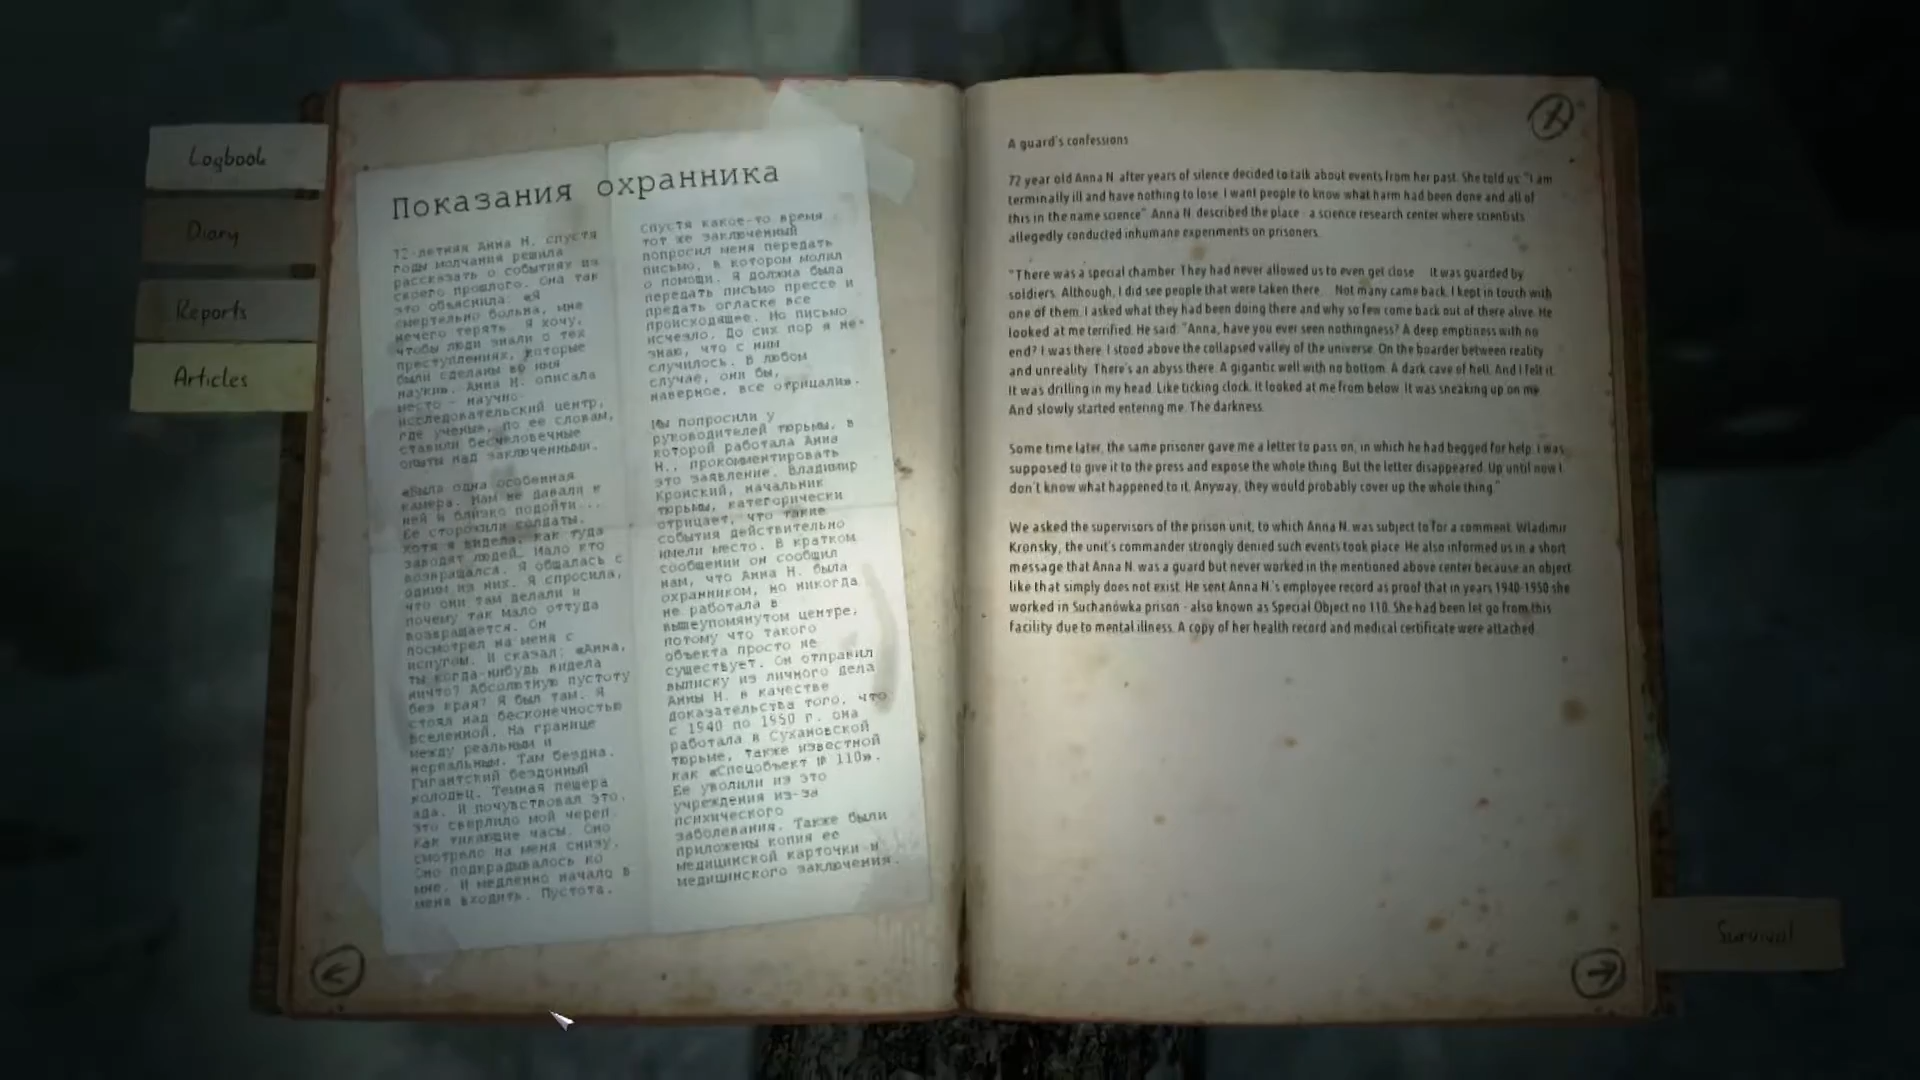 Logbook
Diary
Reports
Articles
Показания охранника
72-летняя Анна Н. спустя
годы молчания решила
рассказать о событиях из
своего прошлого. Она так
это объяснила: «Я
смертельно больна, мне
нечего терять. Я хочу,
чтобы люди знали о тех
преступлениях, которые
были сделаны во имя
науки». Анна Н. описала
место - научно-
исследовательский центр,
где ученые, по ее словам,
ставили бесчеловечные
опыты над заключенными.
«Была одна особенная
камера. Нам не давали к
ней и близко подойти...
Ее сторожили солдаты.
Хотя я видела, как туда
заводят людей… Мало кто
возвращался. Я общалась с
одним из них. Я спросила,
что они там делали и
почему так мало оттуда
возвращается. Он
посмотрел на меня с
испугом. И сказал: «Анна,
ты когда-нибудь видела
ничто? Абсолютную пустоту
без края? Я был там. Я
стоял над бесконечностью
Вселенной. На границе
между реальным и
нереальным. Там бездна.
Гигантский бездонный
колодец. Темная пещера
ада. И почувствовал это.
Это сверлило мой череп.
Как тикающие часы. Оно
смотрело на меня снизу.
Оно подкрадывалось ко
мне. И медленно начало в
меня входить. Пустота.
Спустя какое-то время
тот же заключенный
попросил меня передать
письмо, в котором молил
о помощи. Я должна была
передать письмо прессе и
предать огласке все
происходящее. Но письмо
исчезло. До сих пор я не
знаю, что с ним
случилось. В любом
случае, они бы,
наверное, все отрицали».
Мы попросили у
руководителей тюрьмы, в
которой работала Анна
Н., прокомментировать
это заявление. Владимир
Кронский, начальник
тюрьмы, категорически
отрицает, что такие
события действительно
имели место. В кратком
сообщении он сообщил
нам, что Анна Н. была
охранником, но никогда
не работала в
вышеупомянутом центре,
потому что такого
объекта просто не
существует. Он отправил
выписку из личного дела
Анны Н. в качестве
доказательства того, что
с 1940 по 1950 г. она
работала в Сухановской
тюрьме, также известной
как «Спецобъект № 110».
Ее уволили из это
учреждения из-за
психического
заболевания. Также были
приложены копия ее
медицинской карточки и
медицинского заключения.
A guard's confessions
72 year old Anna N. after years of silence decided to talk about events from her past. She told us: "I am
terminally ill and have nothing to lose. I want people to know what harm had been done and all of
this in the name science" Anna N. described the place - a science research center where scientists
allegedly conducted inhumane experiments on prisoners.
"There was a special chamber. They had never allowed us to even get close... It was guarded by
soldiers. Although, I did see people that were taken there... Not many came back. I kept in touch with
one of them. I asked what they had been doing there and why so few come back out of there alive. He
looked at me terrified. He said: "Anna, have you ever seen nothingness? A deep emptiness with no
end? I was there. I stood above the collapsed valley of the universe. On the boarder between reality
and unreality. There's an abyss there. A gigantic well with no bottom. A dark cave of hell. And I felt it.
It was drilling in my head. Like ticking clock. It looked at me from below. It was sneaking up on me.
And slowly started entering me. The darkness.
Some time later, the same prisoner gave me a letter to pass on, in which he had begged for help. I was
supposed to give it to the press and expose the whole thing. But the letter disappeared. Up until now I
don't know what happened to it. Anyway, they would probably cover up the whole thing."
We asked the supervisors of the prison unit, to which Anna N. was subject to for a comment. Wladimir
Kronsky, the unit's commander strongly denied such events took place. He also informed us in a short
message that Anna N. was a guard but never worked in the mentioned above center because an object
like that simply does not exist. He sent Anna N.'s employee record as proof that in years 1940-1950 she
worked in Suchanówka prison - also known as Special Object no 110. She had been let go from this
facility due to mental illness. A copy of her health record and medical certificate were attached.
Survival